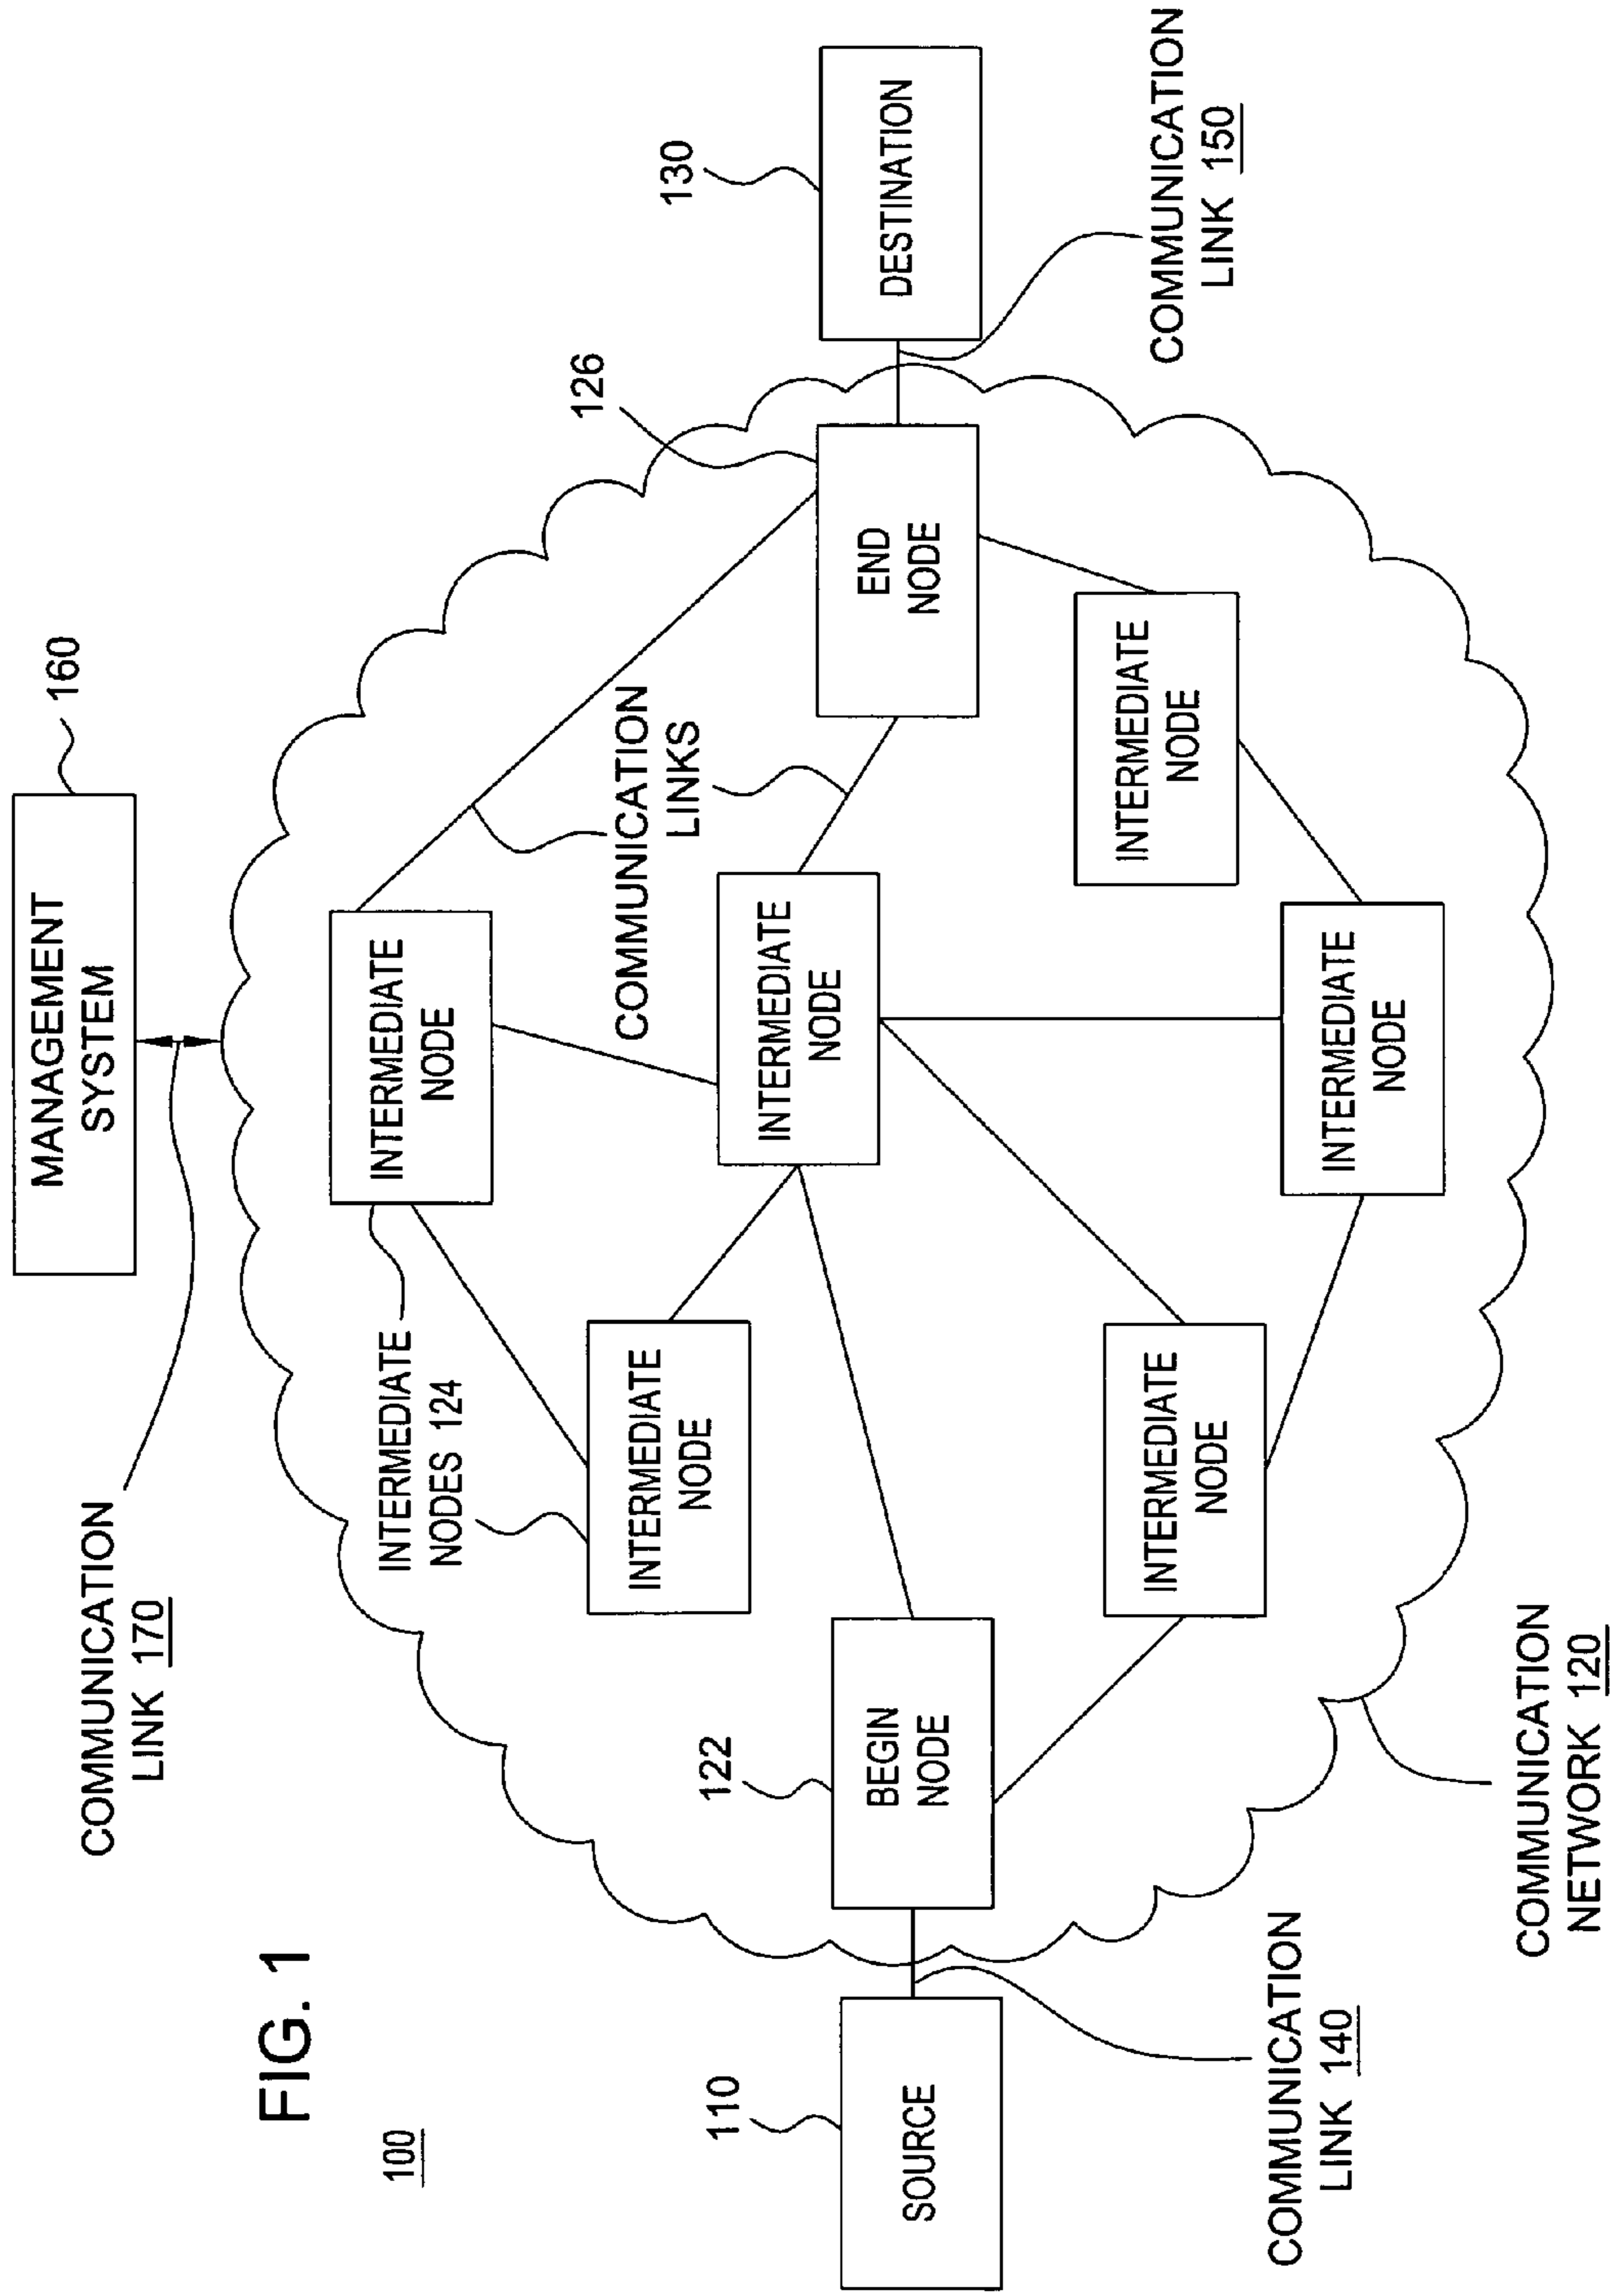 FIG. 1
100
MANAGEMENT
SYSTEM
160
COMMUNICATION
LINK 170
INTERMEDIATE
NODES 124
INTERMEDIATE
NODE
COMMUNICATION
LINKS
126
130
INTERMEDIATE
NODE
INTERMEDIATE
NODE
110
SOURCE
122
BEGIN
NODE
END
NODE
DESTINATION
INTERMEDIATE
NODE
INTERMEDIATE
NODE
INTERMEDIATE
NODE
COMMUNICATION
LINK 150
COMMUNICATION
LINK 140
COMMUNICATION
NETWORK 120